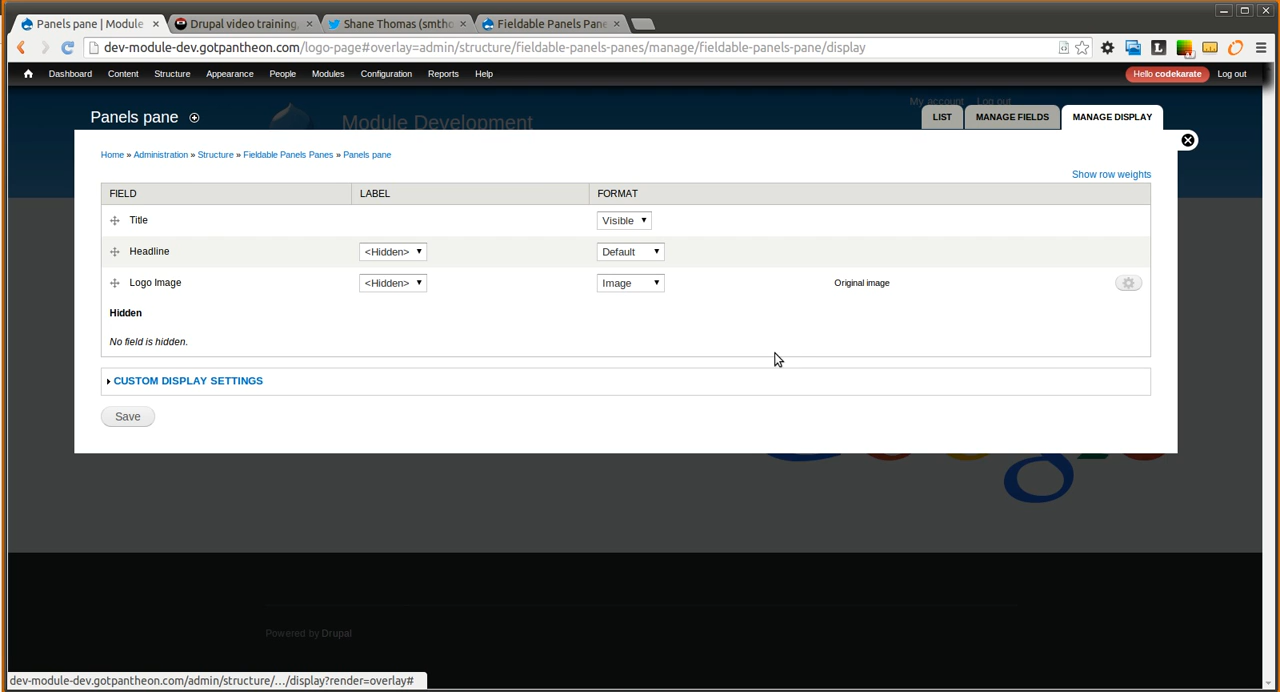 Panels pane | Module
Drupal video training,
Shane Thomas (smtho
Fieldable Panels Pane
dev-module-dev.gotpantheon.com/logo-page#overlay=admin/structure/fieldable-panels-panes/manage/fieldable-panels-pane/display
Dashboard Content Structure Appearance People Modules Configuration Reports Help Hello codekarate Log out
My account Log out
Panels pane
Module Development
LIST MANAGE FIELDS MANAGE DISPLAY
Home » Administration » Structure » Fieldable Panels Panes » Panels pane
Show row weights
FIELD LABEL FORMAT
Title Visible
Headline <Hidden> Default
Logo Image <Hidden> Image Original image
Hidden
No field is hidden.
CUSTOM DISPLAY SETTINGS
Save
Powered by Drupal
dev-module-dev.gotpantheon.com/admin/structure/…/display?render=overlay#